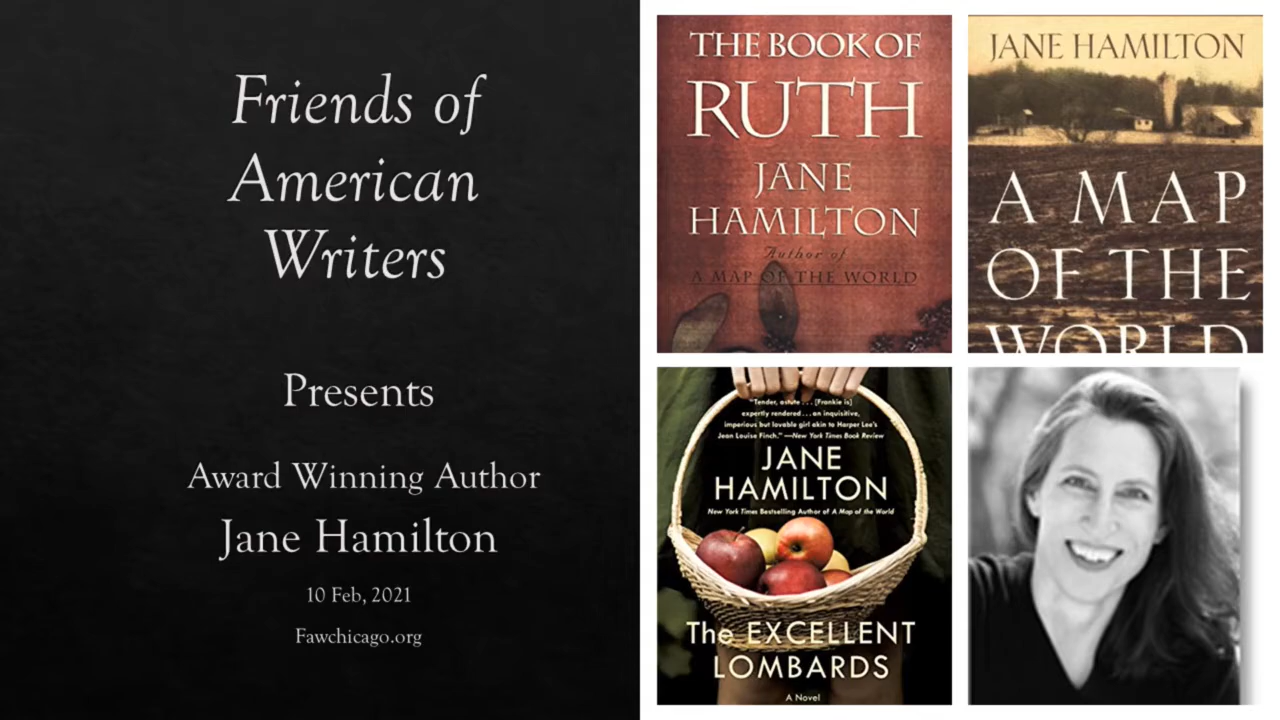 Friends of
American
Writers
Presents
Award Winning Author
Jane Hamilton
10 Feb, 2021
Fawchicago.org
THE BOOK OF
RUTH
JANE
HAMILTON
Author of
A MAP OF THE WORLD
JANE HAMILTON
A MAP
OF THE
WORLD
"Tender, astute . . . [Frankie is]
expertly rendered . . . an inquisitive,
imperious but lovable girl akin to Harper Lee's
Jean Louise Finch." —New York Times Book Review
JANE
HAMILTON
New York Times Bestselling Author of A Map of the World
The EXCELLENT
LOMBARDS
A Novel